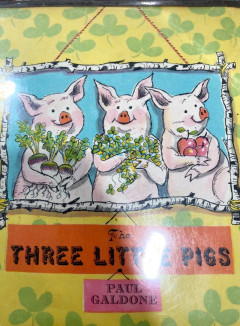 The
THREE LITTLE PIGS
PAUL
GALDONE